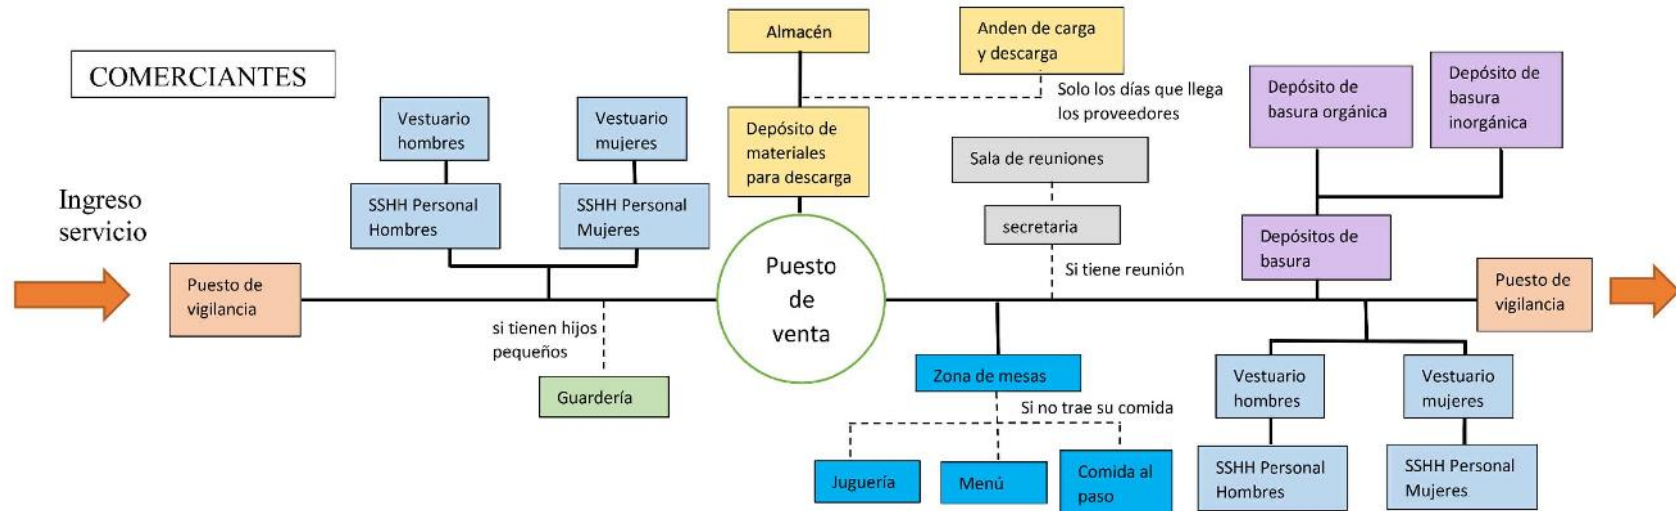 COMERCIANTES
Ingreso
servicio
Puesto de
vigilancia
Vestuario
hombres
Vestuario
mujeres
SSHH Personal
Hombres
SSHH Personal
Mujeres
si tienen hijos
pequeños
Guardería
Almacén
Anden de carga
y descarga
Solo los días que llega
los proveedores
Depósito de
materiales
para descarga
Puesto
de
venta
Sala de reuniones
secretaria
Si tiene reunión
Zona de mesas
Si no trae su comida
Juguería
Menú
Comida al
paso
Depósito de
basura orgánica
Depósito de
basura
inorgánica
Depósitos de
basura
Puesto de
vigilancia
Vestuario
hombres
Vestuario
mujeres
SSHH Personal
Hombres
SSHH Personal
Mujeres